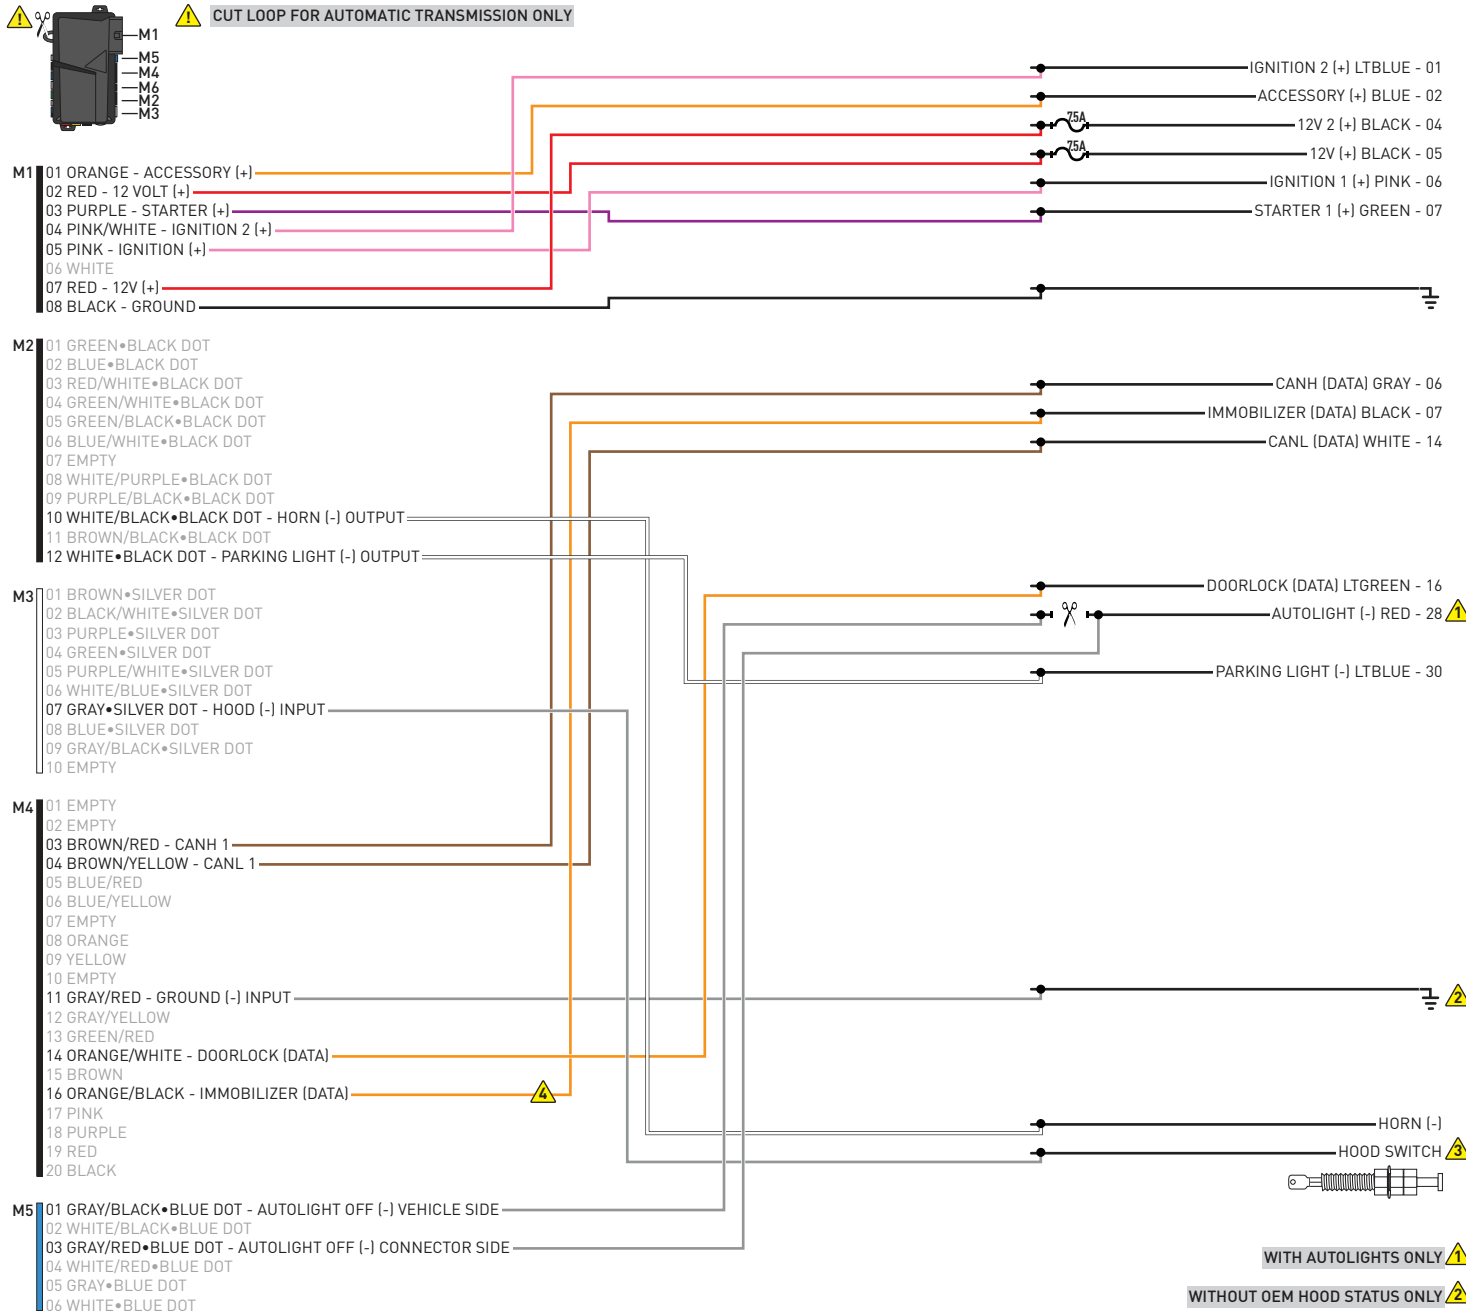 CUT LOOP FOR AUTOMATIC TRANSMISSION ONLY
M1
M5
M4
M6
M2
M3
IGNITION 2 (+) LTBLUE - 01
ACCESSORY (+) BLUE - 02
7.5A
12V 2 (+) BLACK - 04
7.5A
12V (+) BLACK - 05
IGNITION 1 (+) PINK - 06
STARTER 1 (+) GREEN - 07
M1
01 ORANGE - ACCESSORY (+)
02 RED - 12 VOLT (+)
03 PURPLE - STARTER (+)
04 PINK/WHITE - IGNITION 2 (+)
05 PINK - IGNITION (+)
06 WHITE
07 RED - 12V (+)
08 BLACK - GROUND
M2
01 GREEN•BLACK DOT
02 BLUE•BLACK DOT
03 RED/WHITE•BLACK DOT
04 GREEN/WHITE•BLACK DOT
05 GREEN/BLACK•BLACK DOT
06 BLUE/WHITE•BLACK DOT
07 EMPTY
08 WHITE/PURPLE•BLACK DOT
09 PURPLE/BLACK•BLACK DOT
10 WHITE/BLACK•BLACK DOT - HORN (-) OUTPUT
11 BROWN/BLACK•BLACK DOT
12 WHITE•BLACK DOT - PARKING LIGHT (-) OUTPUT
CANH (DATA) GRAY - 06
IMMOBILIZER (DATA) BLACK - 07
CANL (DATA) WHITE - 14
M3
01 BROWN•SILVER DOT
02 BLACK/WHITE•SILVER DOT
03 PURPLE•SILVER DOT
04 GREEN•SILVER DOT
05 PURPLE/WHITE•SILVER DOT
06 WHITE/BLUE•SILVER DOT
07 GRAY•SILVER DOT - HOOD (-) INPUT
08 BLUE•SILVER DOT
09 GRAY/BLACK•SILVER DOT
10 EMPTY
DOORLOCK (DATA) LTGREEN - 16
AUTOLIGHT (-) RED - 28 1
PARKING LIGHT (-) LTBLUE - 30
M4
01 EMPTY
02 EMPTY
03 BROWN/RED - CANH 1
04 BROWN/YELLOW - CANL 1
05 BLUE/RED
06 BLUE/YELLOW
07 EMPTY
08 ORANGE
09 YELLOW
10 EMPTY
11 GRAY/RED - GROUND (-) INPUT
12 GRAY/YELLOW
13 GREEN/RED
14 ORANGE/WHITE - DOORLOCK (DATA)
15 BROWN
16 ORANGE/BLACK - IMMOBILIZER (DATA)
17 PINK
18 PURPLE
19 RED
20 BLACK
4
2
HORN (-)
HOOD SWITCH 3
M5
01 GRAY/BLACK•BLUE DOT - AUTOLIGHT OFF (-) VEHICLE SIDE
02 WHITE/BLACK•BLUE DOT
03 GRAY/RED•BLUE DOT - AUTOLIGHT OFF (-) CONNECTOR SIDE
04 WHITE/RED•BLUE DOT
05 GRAY•BLUE DOT
06 WHITE•BLUE DOT
WITH AUTOLIGHTS ONLY 1
WITHOUT OEM HOOD STATUS ONLY 2